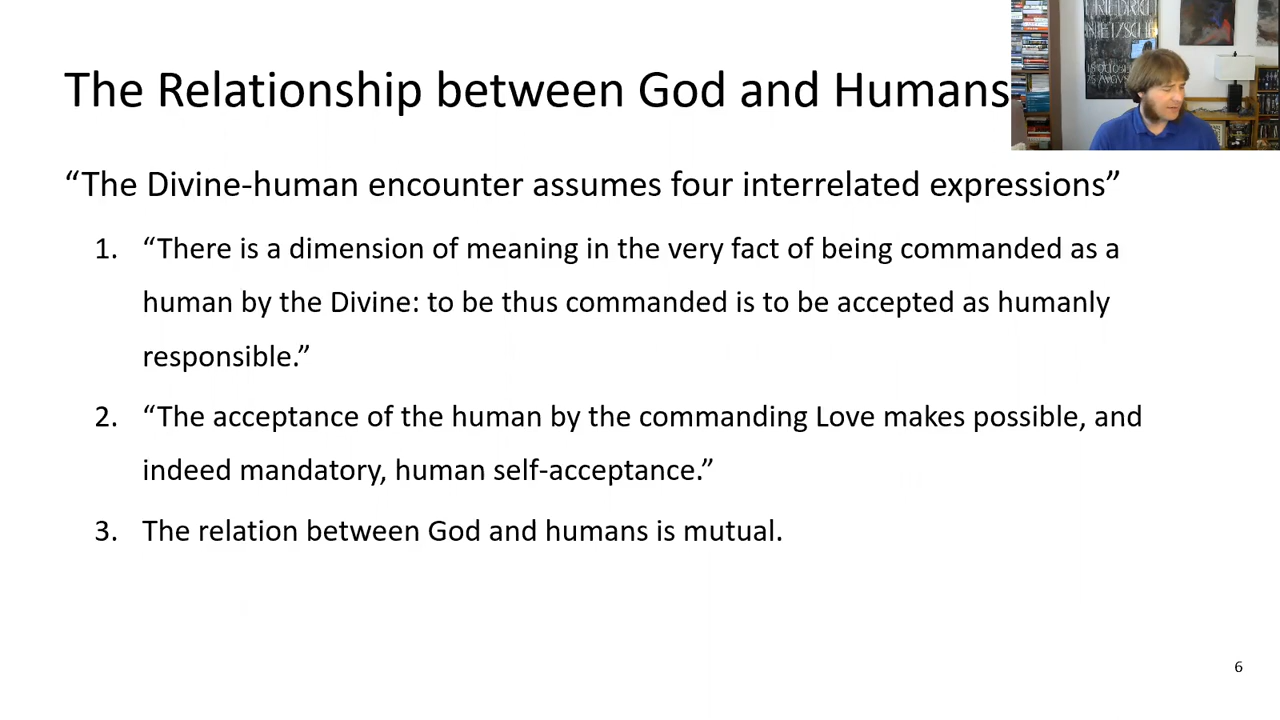 The Relationship between God and Humans
“The Divine-human encounter assumes four interrelated expressions”
1. “There is a dimension of meaning in the very fact of being commanded as a
human by the Divine: to be thus commanded is to be accepted as humanly
responsible.”
2. “The acceptance of the human by the commanding Love makes possible, and
indeed mandatory, human self-acceptance.”
3. The relation between God and humans is mutual.
6
NIETZSCHE